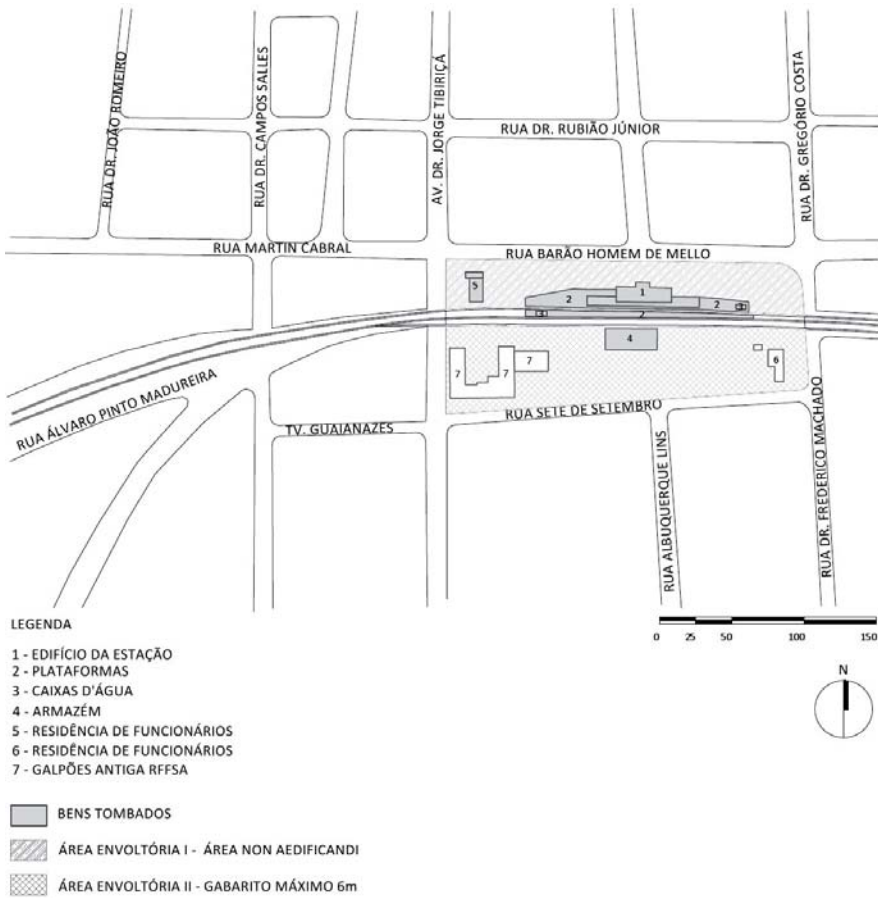 RUA DR. JOÃO ROMEIRO
RUA DR. CAMPOS SALLES
AV. DR. JORGE TIBIRIÇÁ
RUA DR. RUBIÃO JÚNIOR
RUA DR. GREGÓRIO COSTA
RUA MARTIN CABRAL
RUA BARÃO HOMEM DE MELLO
5
1
2
2
3
3
2
4
7
7
7
6
RUA ÁLVARO PINTO MADUREIRA
RUA SETE DE SETEMBRO
TV. GUAIANAZES
RUA ALBUQUERQUE LINS
RUA DR. FREDERICO MACHADO
LEGENDA
1 - EDIFÍCIO DA ESTAÇÃO
2 - PLATAFORMAS
3 - CAIXAS D'ÁGUA
4 - ARMAZÉM
5 - RESIDÊNCIA DE FUNCIONÁRIOS
6 - RESIDÊNCIA DE FUNCIONÁRIOS
7 - GALPÕES ANTIGA RFFSA
0 25 50 100 150
N
BENS TOMBADOS
ÁREA ENVOLTÓRIA I - ÁREA NON AEDIFICANDI
ÁREA ENVOLTÓRIA II - GABARITO MÁXIMO 6m